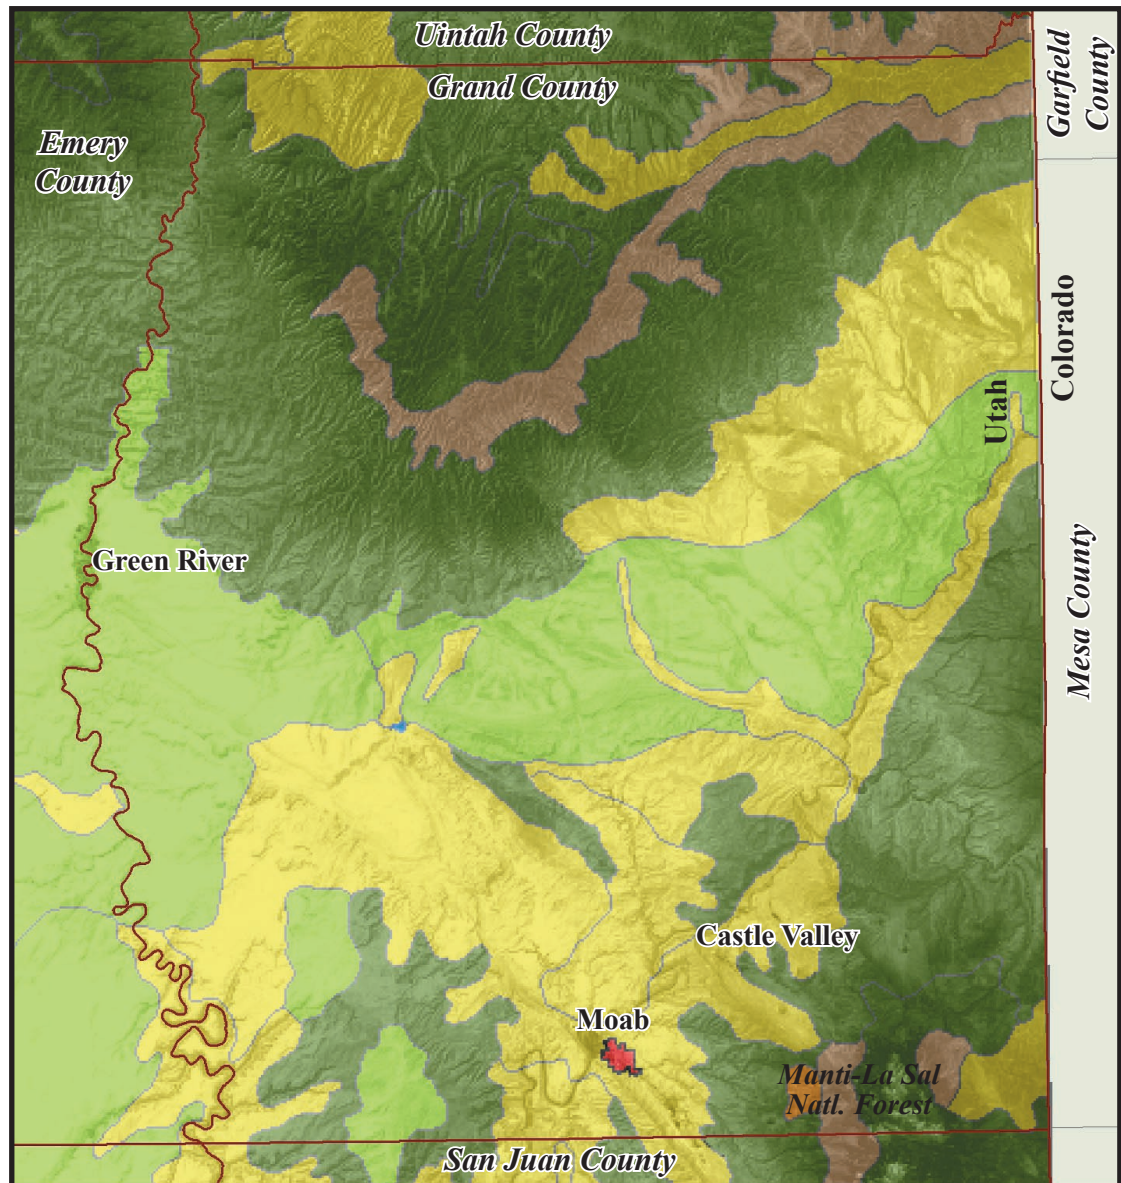 Uintah County
Grand County
Garfield
County
Emery
County
Colorado
Utah
Green River
Mesa County
Castle Valley
Moab
Manti-La Sal
Natl. Forest
San Juan County